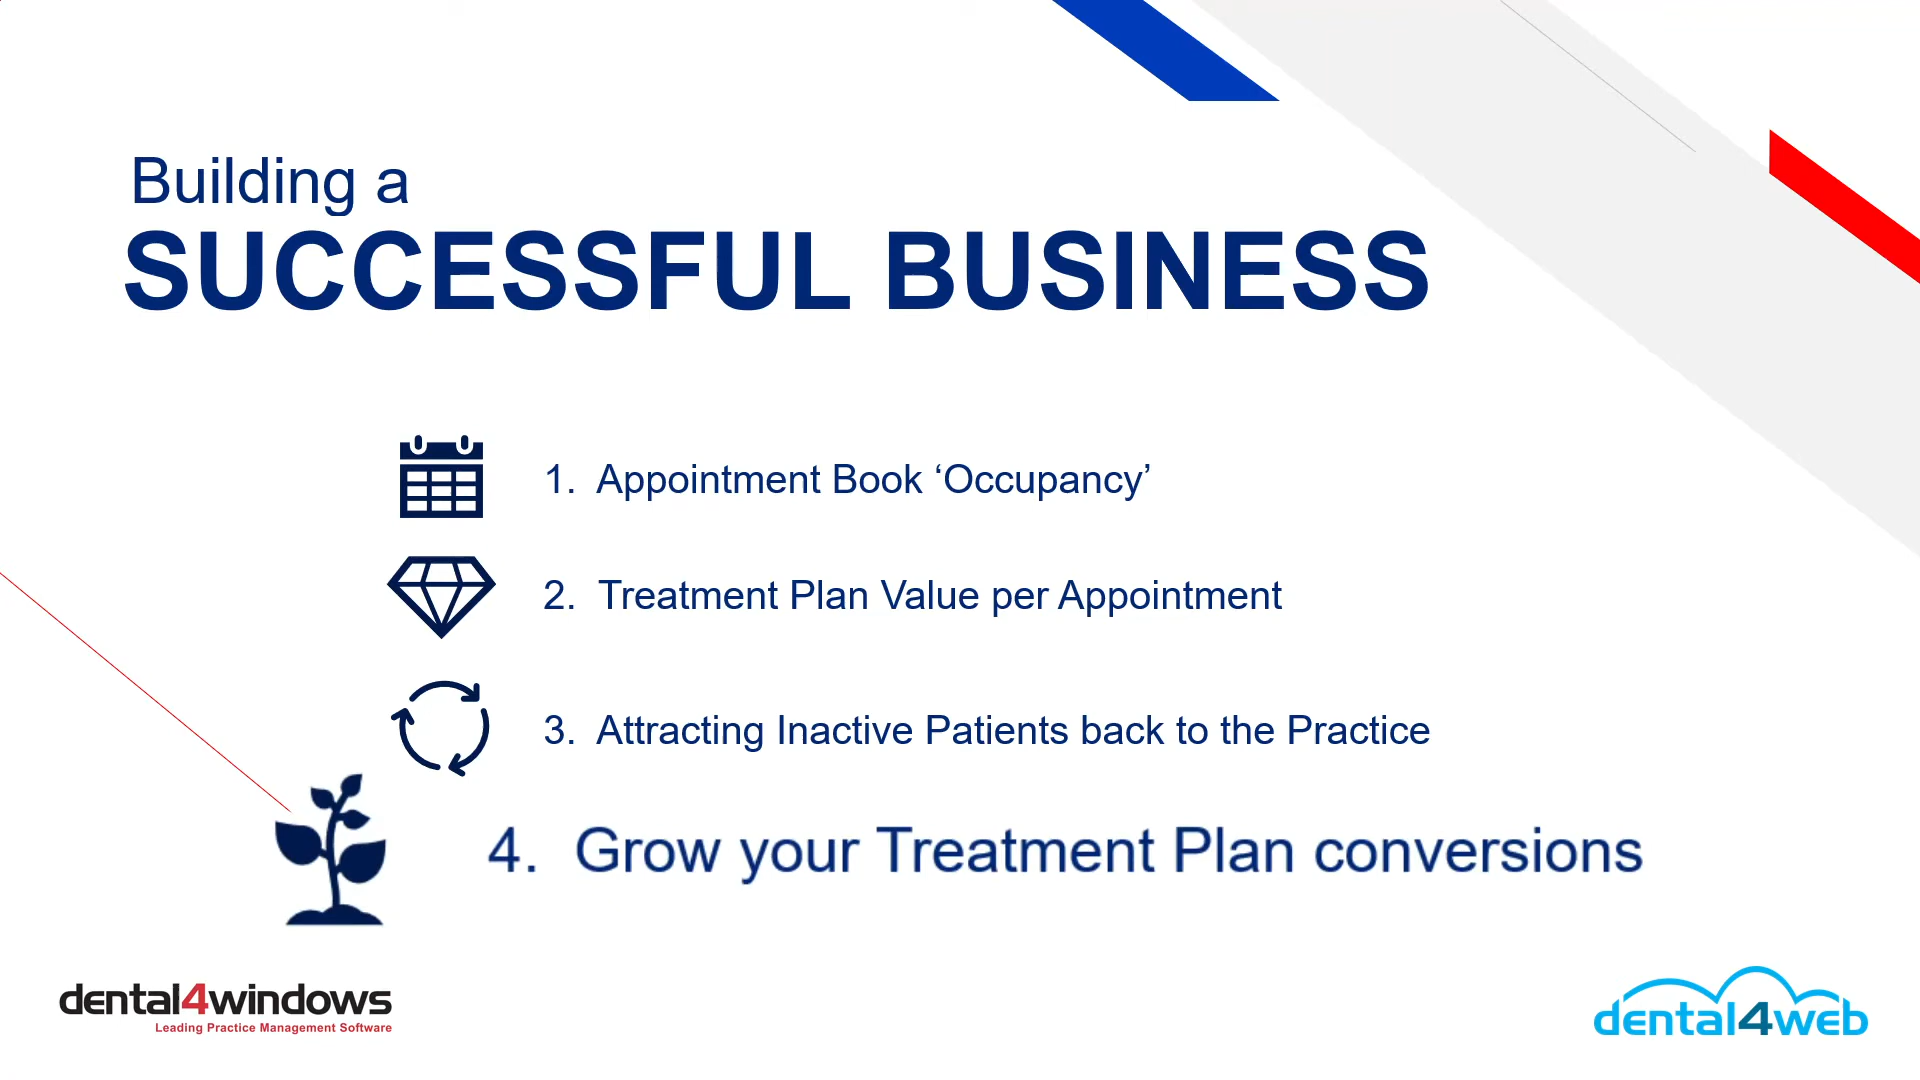 Building a
SUCCESSFUL BUSINESS
1. Appointment Book ‘Occupancy’
2. Treatment Plan Value per Appointment
3. Attracting Inactive Patients back to the Practice
4. Grow your Treatment Plan conversions
dental4windows
Leading Practice Management Software
dental4web